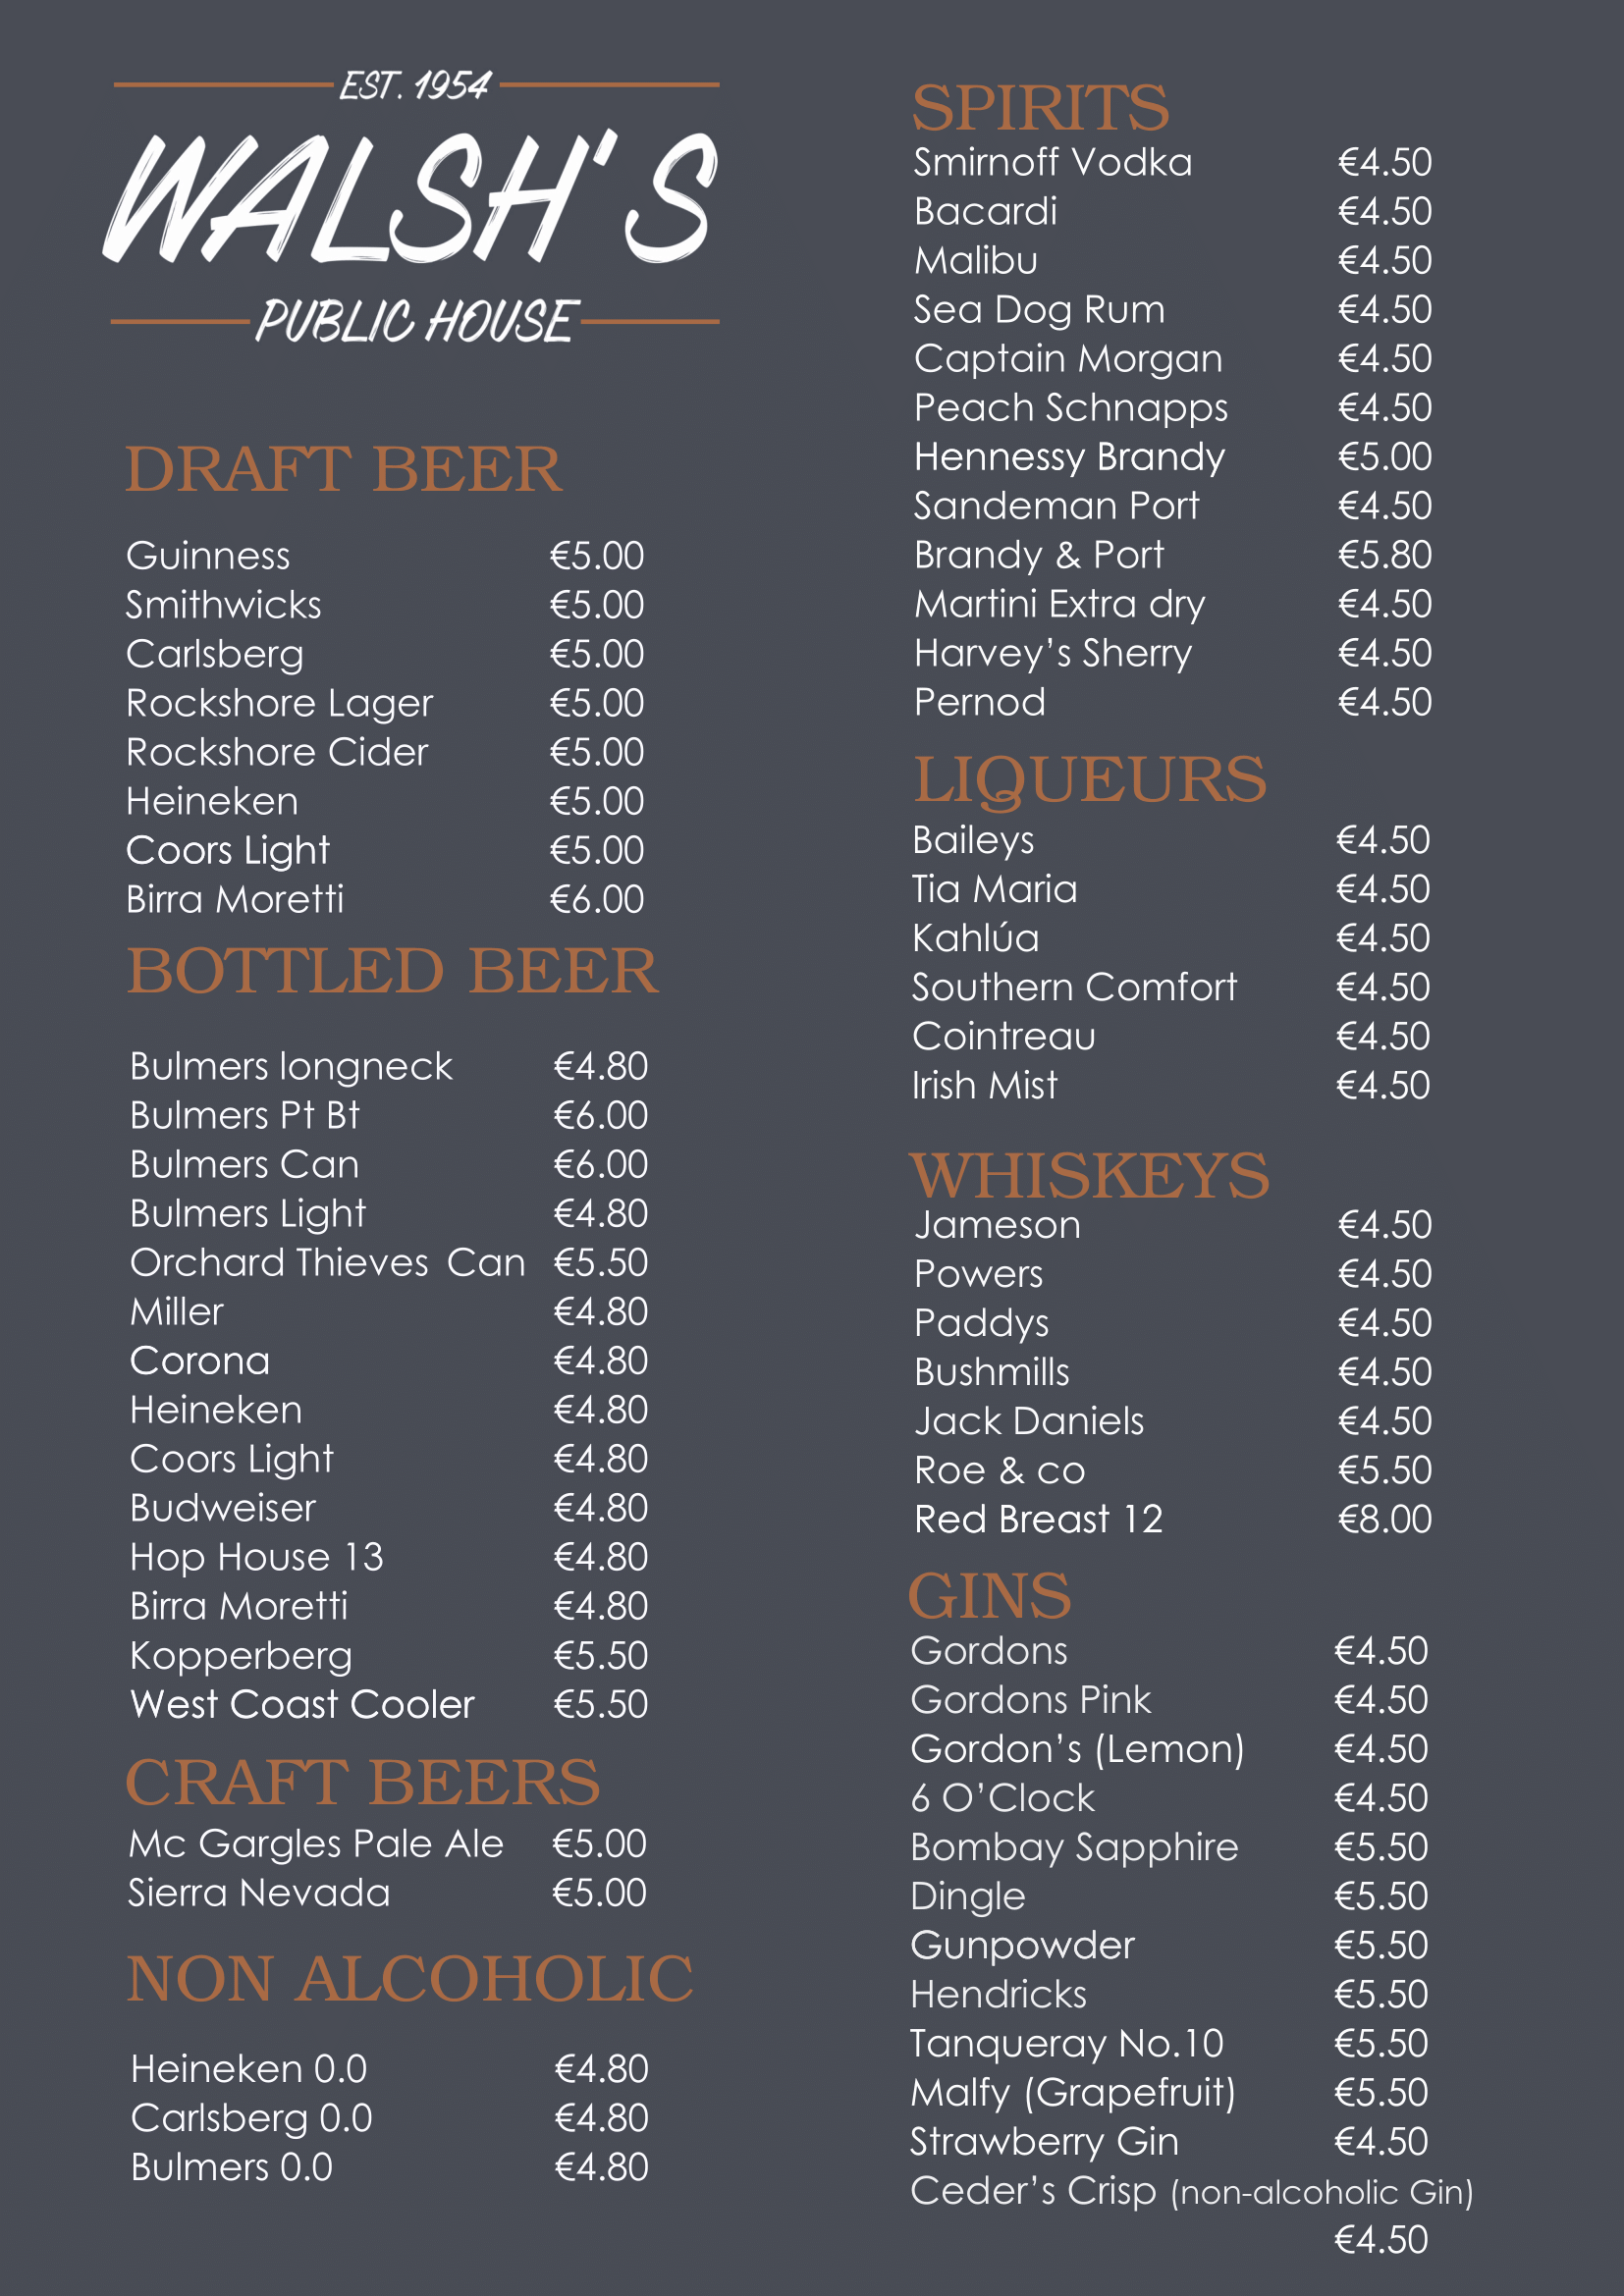 EST. 1954
WALSH'S
PUBLIC HOUSE
DRAFT BEER
Guinness €5.00
Smithwicks €5.00
Carlsberg €5.00
Rockshore Lager €5.00
Rockshore Cider €5.00
Heineken €5.00
Coors Light €5.00
Birra Moretti €6.00
BOTTLED BEER
Bulmers longneck €4.80
Bulmers Pt Bt €6.00
Bulmers Can €6.00
Bulmers Light €4.80
Orchard Thieves Can €5.50
Miller €4.80
Corona €4.80
Heineken €4.80
Coors Light €4.80
Budweiser €4.80
Hop House 13 €4.80
Birra Moretti €4.80
Kopperberg €5.50
West Coast Cooler €5.50
CRAFT BEERS
Mc Gargles Pale Ale €5.00
Sierra Nevada €5.00
NON ALCOHOLIC
Heineken 0.0 €4.80
Carlsberg 0.0 €4.80
Bulmers 0.0 €4.80
SPIRITS
Smirnoff Vodka €4.50
Bacardi €4.50
Malibu €4.50
Sea Dog Rum €4.50
Captain Morgan €4.50
Peach Schnapps €4.50
Hennessy Brandy €5.00
Sandeman Port €4.50
Brandy & Port €5.80
Martini Extra dry €4.50
Harvey's Sherry €4.50
Pernod €4.50
LIQUEURS
Baileys €4.50
Tia Maria €4.50
Kahlúa €4.50
Southern Comfort €4.50
Cointreau €4.50
Irish Mist €4.50
WHISKEYS
Jameson €4.50
Powers €4.50
Paddys €4.50
Bushmills €4.50
Jack Daniels €4.50
Roe & co €5.50
Red Breast 12 €8.00
GINS
Gordons €4.50
Gordons Pink €4.50
Gordon's (Lemon) €4.50
6 O'Clock €4.50
Bombay Sapphire €5.50
Dingle €5.50
Gunpowder €5.50
Hendricks €5.50
Tanqueray No.10 €5.50
Malfy (Grapefruit) €5.50
Strawberry Gin €4.50
Ceder's Crisp (non-alcoholic Gin)
€4.50